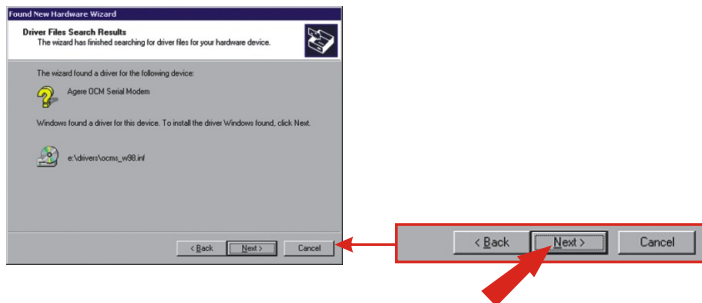 Found New Hardware Wizard
Driver Files Search Results
The wizard has finished searching for driver files for your hardware device.
The wizard found a driver for the following device:
Agere OCM Serial Modem
Windows found a driver for this device. To install the driver Windows found, click Next.
e:\drivers\ocms_w98.inf
< Back Next > Cancel
< Back Next > Cancel